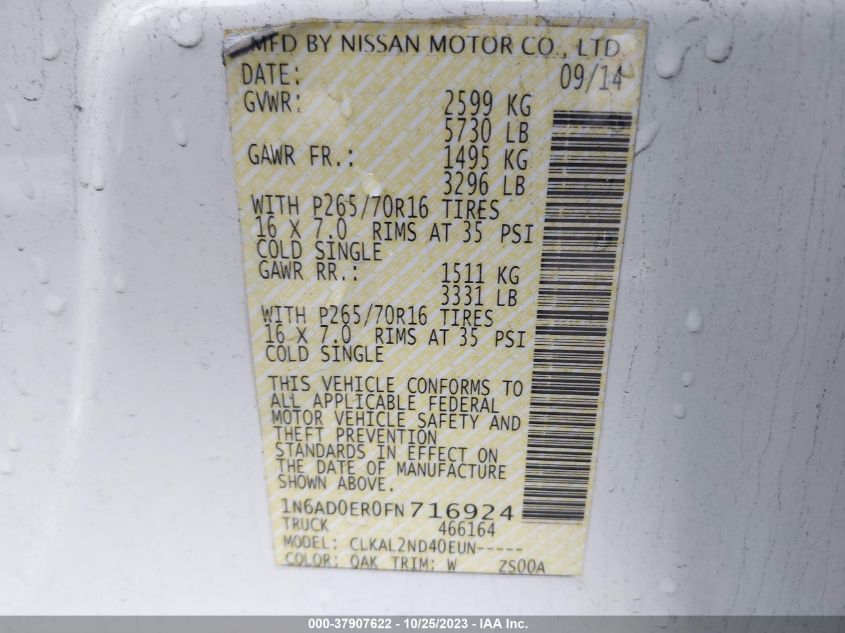 MFD BY NISSAN MOTOR CO., LTD
DATE: 09/14
GVWR: 2599 KG
5730 LB
GAWR FR.: 1495 KG
3296 LB
WITH P265/70R16 TIRES
16 X 7.0 RIMS AT 35 PSI
COLD SINGLE
GAWR RR.: 1511 KG
3331 LB
WITH P265/70R16 TIRES
16 X 7.0 RIMS AT 35 PSI
COLD SINGLE
THIS VEHICLE CONFORMS TO
ALL APPLICABLE FEDERAL
MOTOR VEHICLE SAFETY AND
THEFT PREVENTION
STANDARDS IN EFFECT ON
THE DATE OF MANUFACTURE
SHOWN ABOVE.
1N6AD0ER0FN716924
TRUCK 466164
MODEL: CLKAL2ND40EUN-----
COLOR: QAK TRIM: W ZS00A
000-37907622 - 10/25/2023 - IAA Inc.